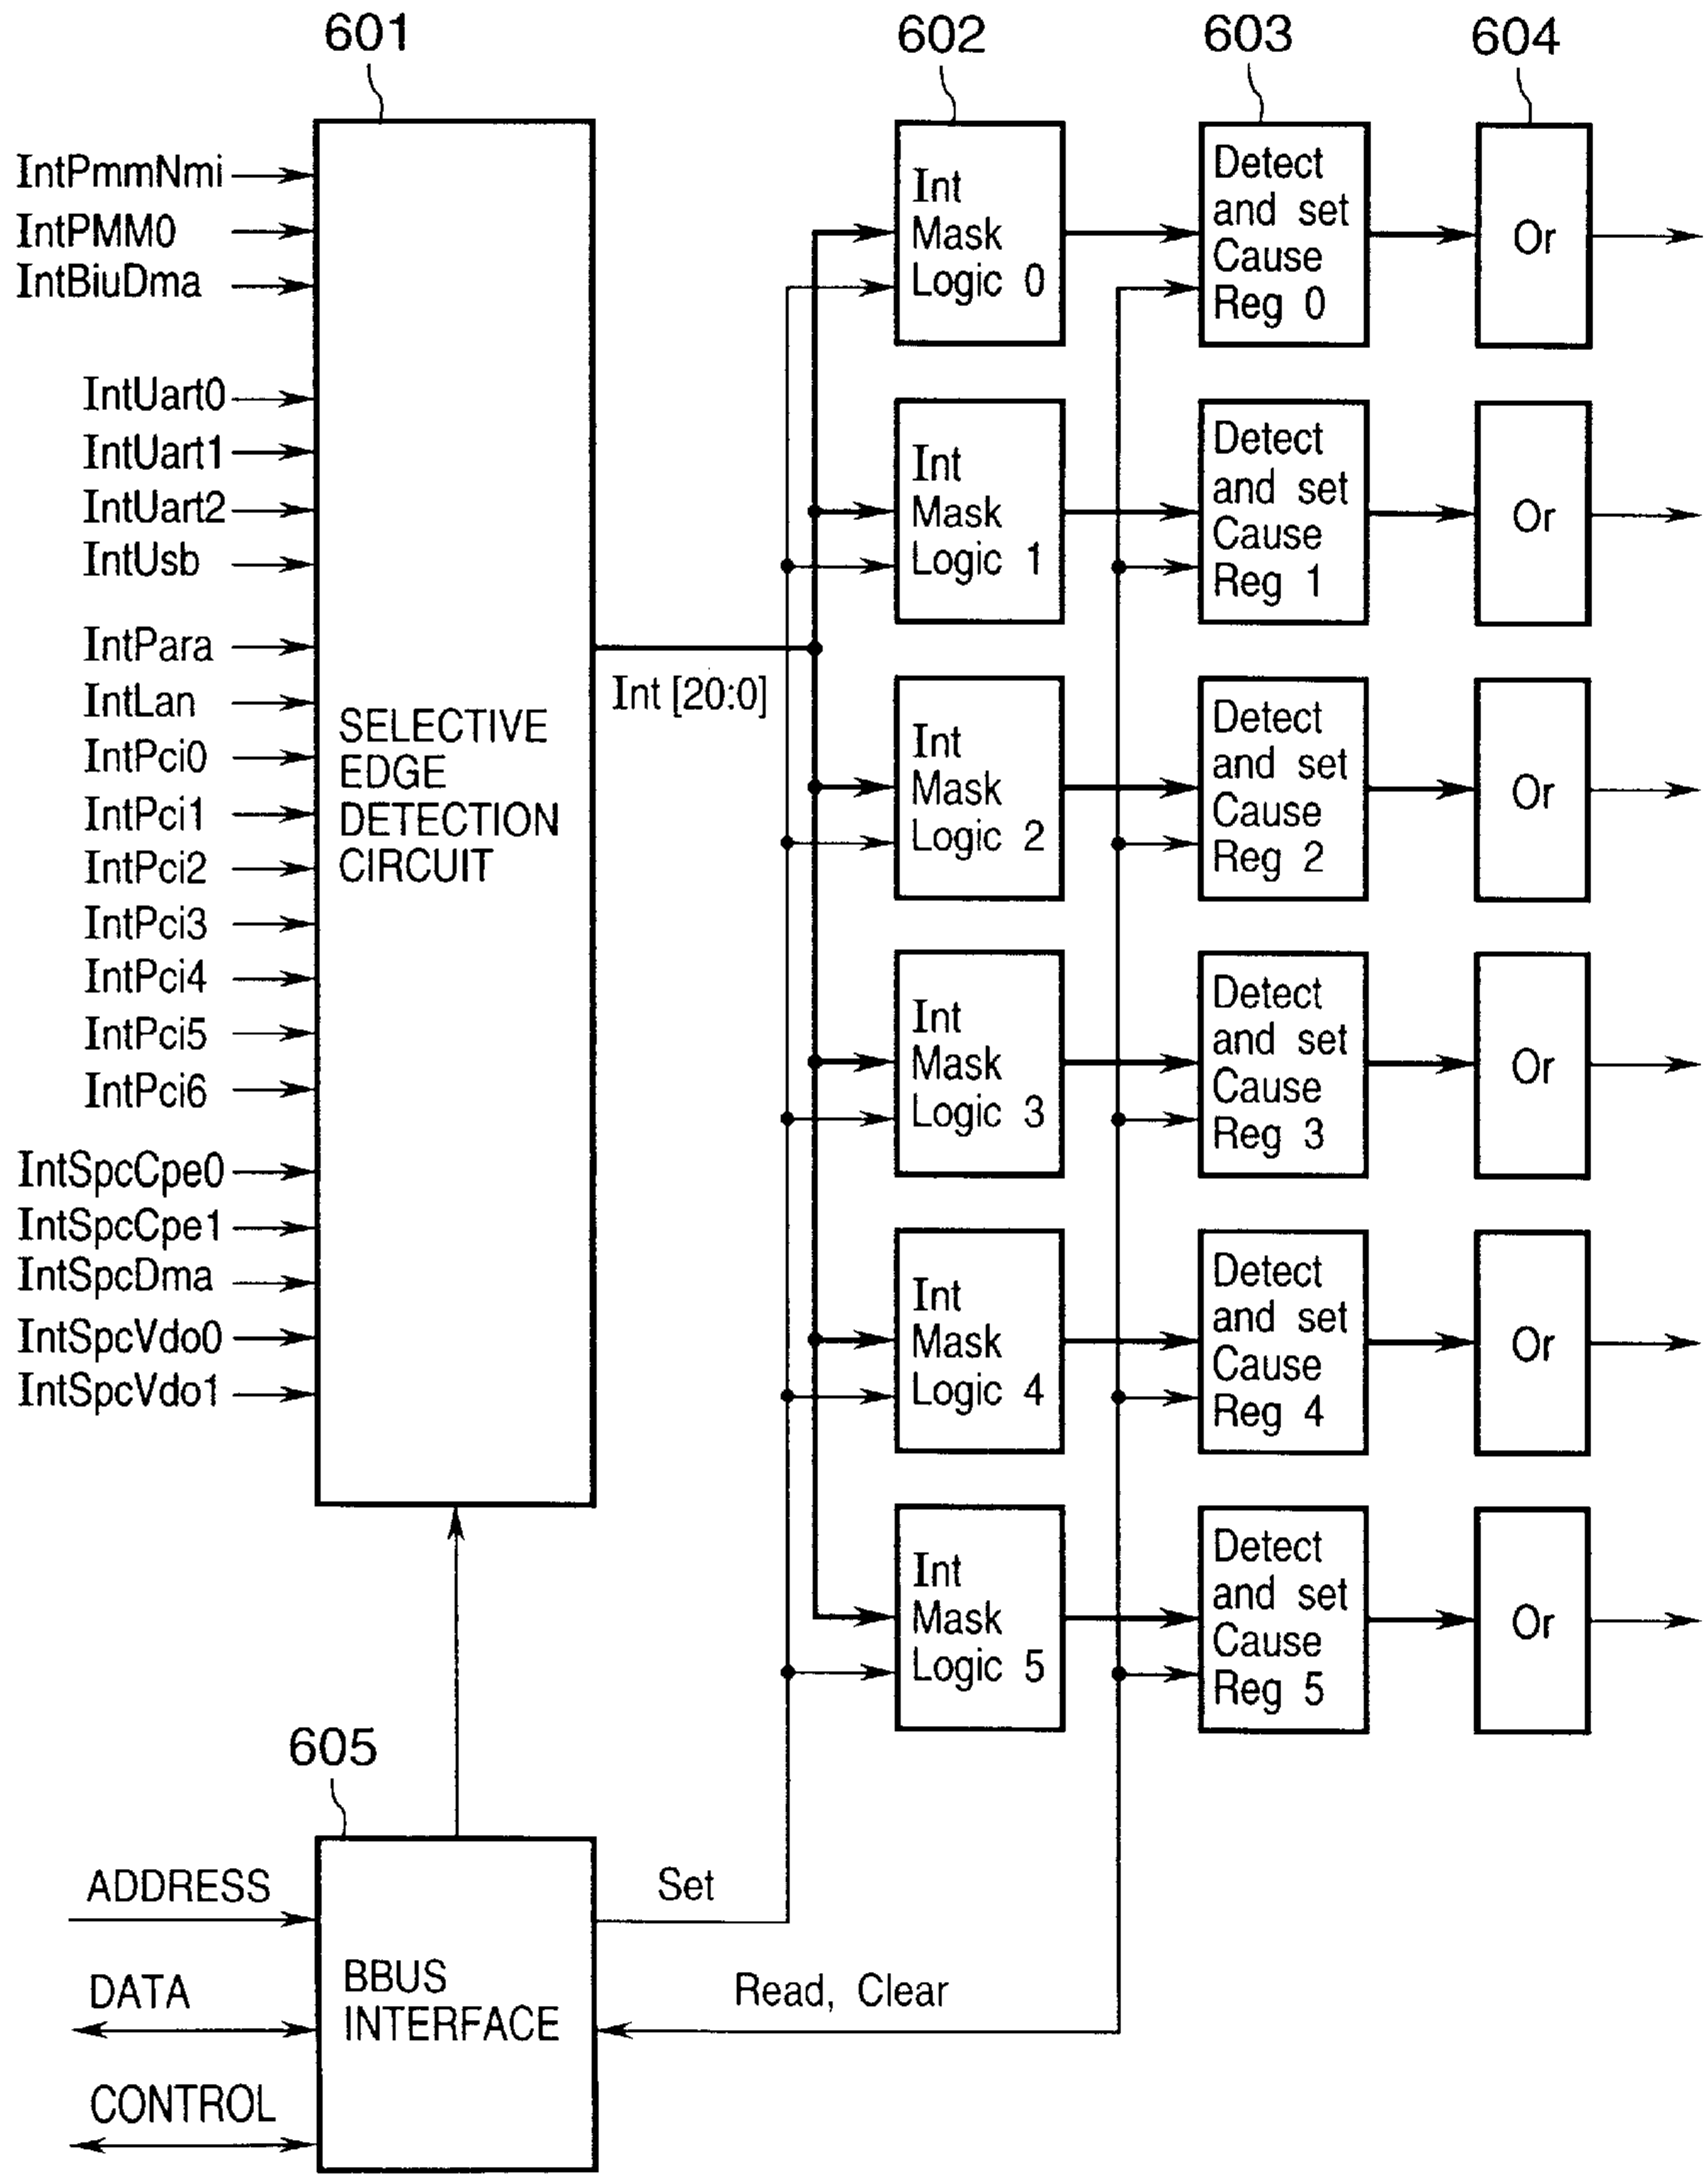 601
602
603
604
IntPmmNmi
IntPMM0
IntBiuDma
IntUart0
IntUart1
IntUart2
IntUsb
IntPara
IntLan
IntPci0
IntPci1
IntPci2
IntPci3
IntPci4
IntPci5
IntPci6
IntSpcCpe0
IntSpcCpe1
IntSpcDma
IntSpcVdo0
IntSpcVdo1
SELECTIVE
EDGE
DETECTION
CIRCUIT
Int [20:0]
Int
Mask
Logic 0
Detect
and set
Cause
Reg 0
Or
Int
Mask
Logic 1
Detect
and set
Cause
Reg 1
Or
Int
Mask
Logic 2
Detect
and set
Cause
Reg 2
Or
Int
Mask
Logic 3
Detect
and set
Cause
Reg 3
Or
Int
Mask
Logic 4
Detect
and set
Cause
Reg 4
Or
Int
Mask
Logic 5
Detect
and set
Cause
Reg 5
Or
605
ADDRESS
DATA
CONTROL
BBUS
INTERFACE
Set
Read, Clear